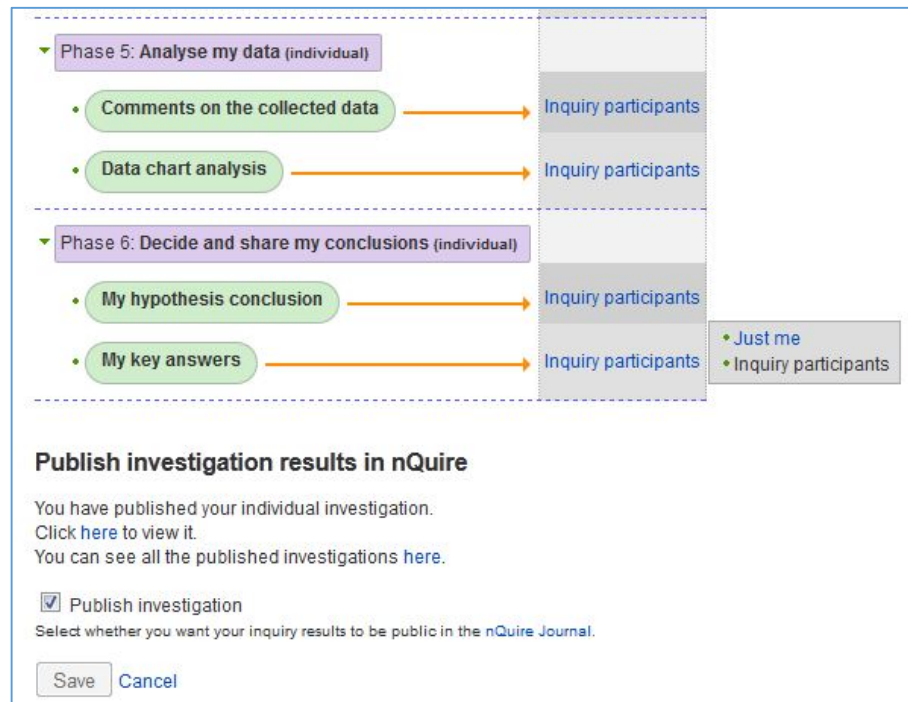 Phase 5: Analyse my data (individual)
Comments on the collected data
Inquiry participants
Data chart analysis
Inquiry participants
Phase 6: Decide and share my conclusions (individual)
My hypothesis conclusion
Inquiry participants
My key answers
Inquiry participants
Just me
Inquiry participants
Publish investigation results in nQuire
You have published your individual investigation.
Click here to view it.
You can see all the published investigations here.
Publish investigation
Select whether you want your inquiry results to be public in the nQuire Journal.
Save Cancel